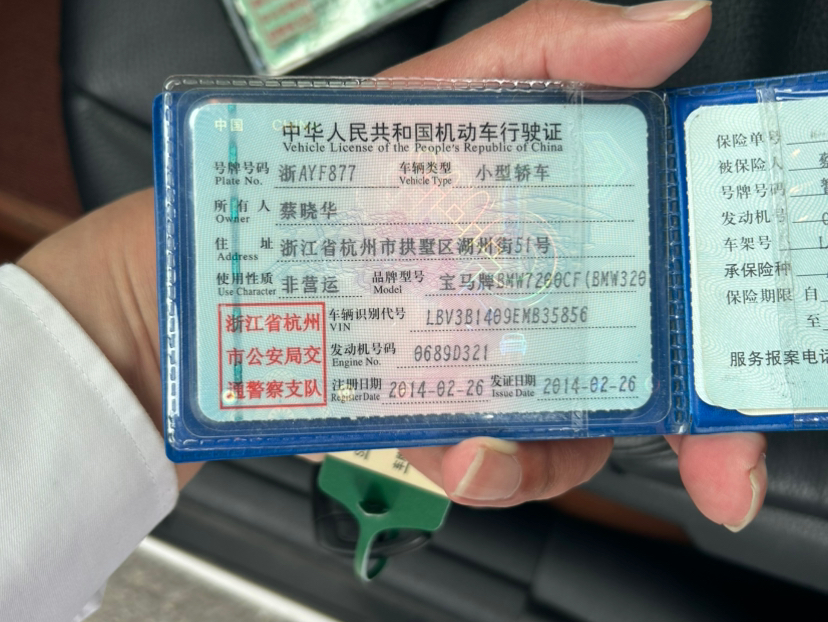 中国 CHINA
中华人民共和国机动车行驶证
Vehicle License of the People's Republic of China
号牌号码 浙AYF877 车辆类型 小型轿车
Plate No. Vehicle Type
所有人 蔡晓华
Owner
住址 浙江省杭州市拱墅区湖州街51号
Address
使用性质 非营运 品牌型号 宝马牌BMW7200CF(BMW320
Use Character Model
浙江省杭州
市公安局交
通警察支队
车辆识别代号 LBV3B1409EMB35856
VIN
发动机号码 0689D321
Engine No.
注册日期 2014-02-26 发证日期 2014-02-26
Register Date Issue Date
保险单号
被保险人
号牌号码
发动机号
车架号 L
承保险种
保险期限 自
至
服务报案电话